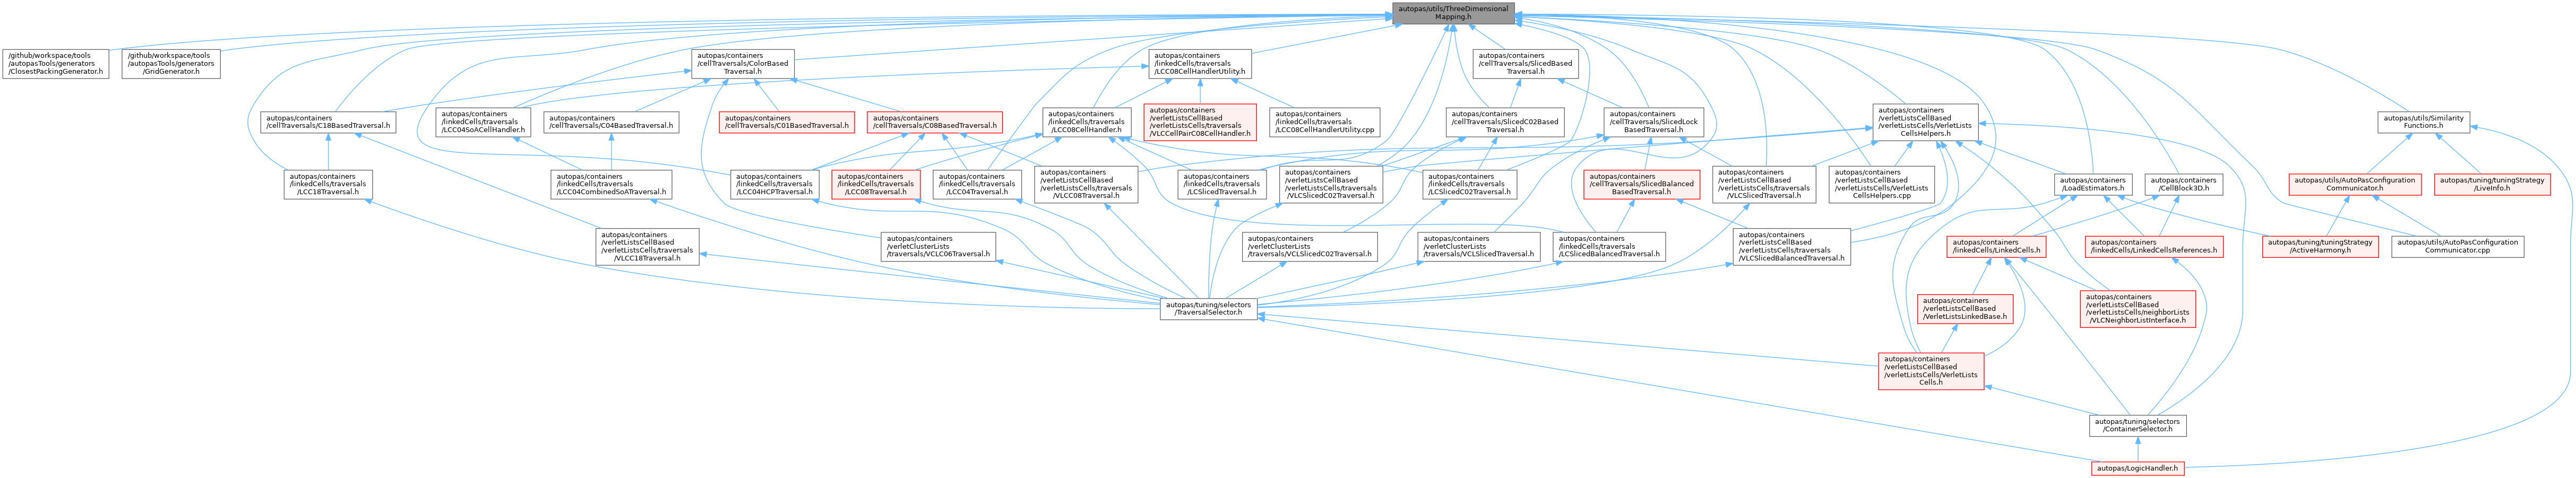 autopas/utils/ThreeDimensional
Mapping.h
/github/workspace/tools
/autopasTools/generators
/ClosestPackingGenerator.h
/github/workspace/tools
/autopasTools/generators
/GridGenerator.h
autopas/containers
/cellTraversals/ColorBased
Traversal.h
autopas/containers
/linkedCells/traversals
/LCC08CellHandlerUtility.h
autopas/containers
/cellTraversals/SlicedBased
Traversal.h
autopas/containers
/cellTraversals/C18BasedTraversal.h
autopas/containers
/linkedCells/traversals
/LCC04SoACellHandler.h
autopas/containers
/cellTraversals/C04BasedTraversal.h
autopas/containers
/cellTraversals/C01BasedTraversal.h
autopas/containers
/cellTraversals/C08BasedTraversal.h
autopas/containers
/linkedCells/traversals
/LCC08CellHandler.h
autopas/containers
/verletListsCellBased
/verletListsCells/traversals
/VLCCellPairC08CellHandler.h
autopas/containers
/linkedCells/traversals
/LCC08CellHandlerUtility.cpp
autopas/containers
/cellTraversals/SlicedC02Based
Traversal.h
autopas/containers
/cellTraversals/SlicedLock
BasedTraversal.h
autopas/containers
/verletListsCellBased
/verletListsCells/VerletLists
CellsHelpers.h
autopas/utils/Similarity
Functions.h
autopas/containers
/linkedCells/traversals
/LCC18Traversal.h
autopas/containers
/linkedCells/traversals
/LCC04CombinedSoATraversal.h
autopas/containers
/linkedCells/traversals
/LCC04HCPTraversal.h
autopas/containers
/linkedCells/traversals
/LCC08Traversal.h
autopas/containers
/linkedCells/traversals
/LCC04Traversal.h
autopas/containers
/verletListsCellBased
/verletListsCells/traversals
/VLCC08Traversal.h
autopas/containers
/linkedCells/traversals
/LCSlicedTraversal.h
autopas/containers
/verletListsCellBased
/verletListsCells/traversals
/VLCSlicedC02Traversal.h
autopas/containers
/linkedCells/traversals
/LCSlicedC02Traversal.h
autopas/containers
/cellTraversals/SlicedBalanced
BasedTraversal.h
autopas/containers
/verletListsCellBased
/verletListsCells/traversals
/VLCSlicedTraversal.h
autopas/containers
/verletListsCellBased
/verletListsCells/VerletLists
CellsHelpers.cpp
autopas/containers
/LoadEstimators.h
autopas/containers
/CellBlock3D.h
autopas/utils/AutoPasConfiguration
Communicator.h
autopas/tuning/tuningStrategy
/LiveInfo.h
autopas/containers
/verletListsCellBased
/verletListsCells/traversals
/VLCC18Traversal.h
autopas/containers
/verletClusterLists
/traversals/VCLC06Traversal.h
autopas/containers
/verletClusterLists
/traversals/VCLSlicedC02Traversal.h
autopas/containers
/verletClusterLists
/traversals/VCLSlicedTraversal.h
autopas/containers
/linkedCells/traversals
/LCSlicedBalancedTraversal.h
autopas/containers
/verletListsCellBased
/verletListsCells/traversals
/VLCSlicedBalancedTraversal.h
autopas/containers
/linkedCells/LinkedCells.h
autopas/containers
/linkedCells/LinkedCellsReferences.h
autopas/tuning/tuningStrategy
/ActiveHarmony.h
autopas/utils/AutoPasConfiguration
Communicator.cpp
autopas/tuning/selectors
/TraversalSelector.h
autopas/containers
/verletListsCellBased
/VerletListsLinkedBase.h
autopas/containers
/verletListsCellBased
/verletListsCells/neighborLists
/VLCNeighborListInterface.h
autopas/containers
/verletListsCellBased
/verletListsCells/VerletLists
Cells.h
autopas/tuning/selectors
/ContainerSelector.h
autopas/LogicHandler.h